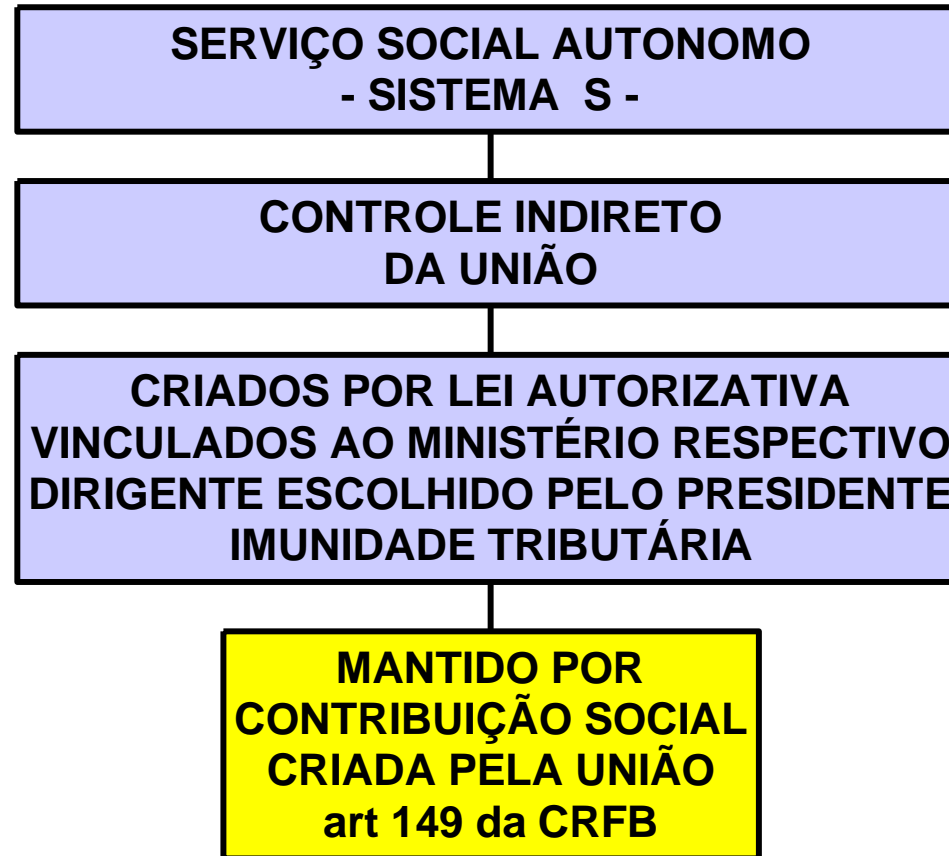 SERVIÇO SOCIAL AUTONOMO
- SISTEMA S -
CONTROLE INDIRETO
DA UNIÃO
CRIADOS POR LEI AUTORIZATIVA
VINCULADOS AO MINISTÉRIO RESPECTIVO
DIRIGENTE ESCOLHIDO PELO PRESIDENTE
IMUNIDADE TRIBUTÁRIA
MANTIDO POR
CONTRIBUIÇÃO SOCIAL
CRIADA PELA UNIÃO
art 149 da CRFB